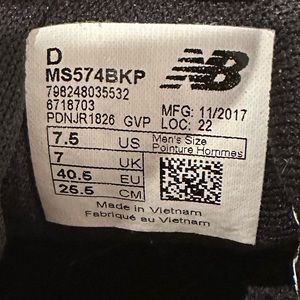 D
MS574BKP
798248035532
6718703
PDNJR1826 GVP
MFG: 11/2017
LOC: 22
7.5 US
7 UK
40.5 EU
25.5 CM
Men's Size
Pointure Hommes
Made in Vietnam
Fabriqué au Vietnam
NB